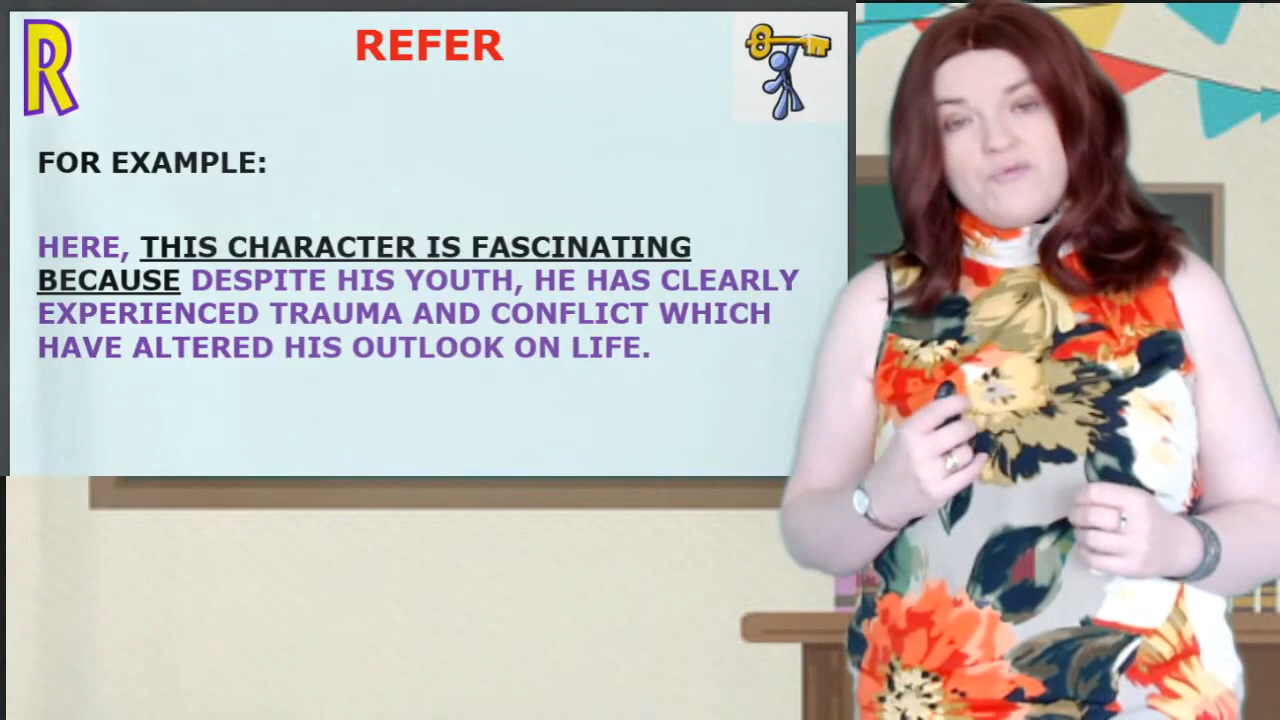 R
REFER
FOR EXAMPLE:
HERE, THIS CHARACTER IS FASCINATING
BECAUSE DESPITE HIS YOUTH, HE HAS CLEARLY
EXPERIENCED TRAUMA AND CONFLICT WHICH
HAVE ALTERED HIS OUTLOOK ON LIFE.